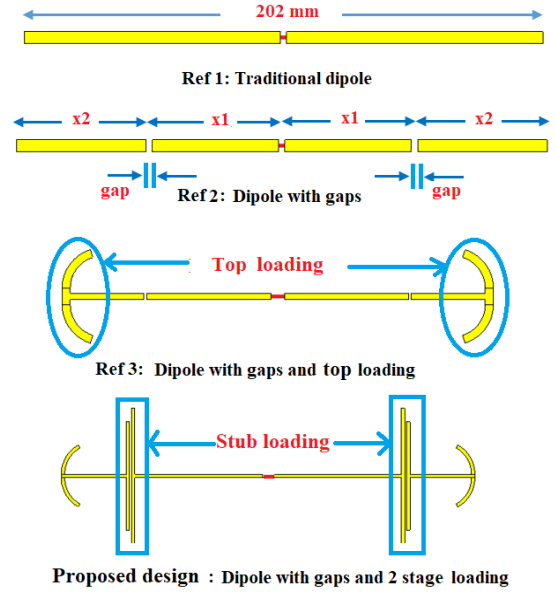 202 mm
Ref 1: Traditional dipole
x2 x1 x1 x2
gap Ref 2: Dipole with gaps gap
Top loading
Ref 3: Dipole with gaps and top loading
Stub loading
Proposed design : Dipole with gaps and 2 stage loading